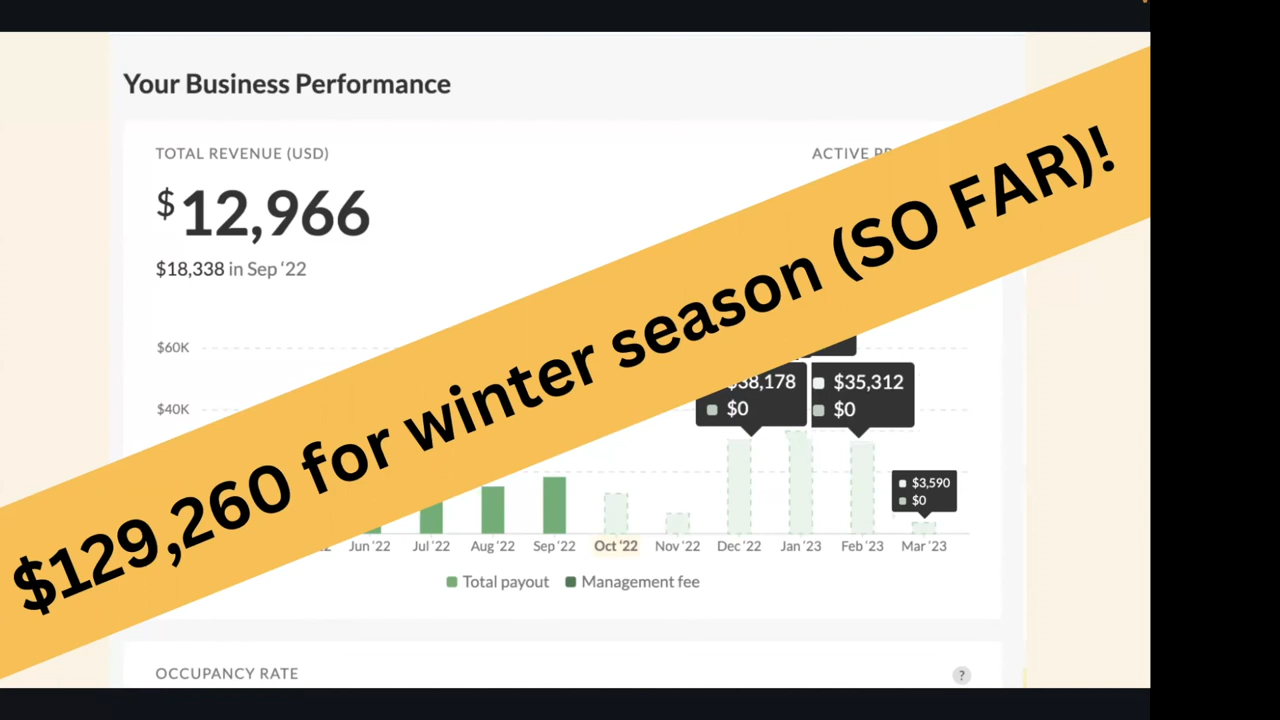 Your Business Performance
TOTAL REVENUE (USD)
ACTIVE
$12,966
$18,338 in Sep '22
$129,260 for winter season (SO FAR)!
$60K
$40K
$38,178
$0
$35,312
$0
$3,590
$0
Jun '22 Jul '22 Aug '22 Sep '22 Oct '22 Nov '22 Dec '22 Jan '23 Feb '23 Mar '23
Total payout Management fee
OCCUPANCY RATE
?